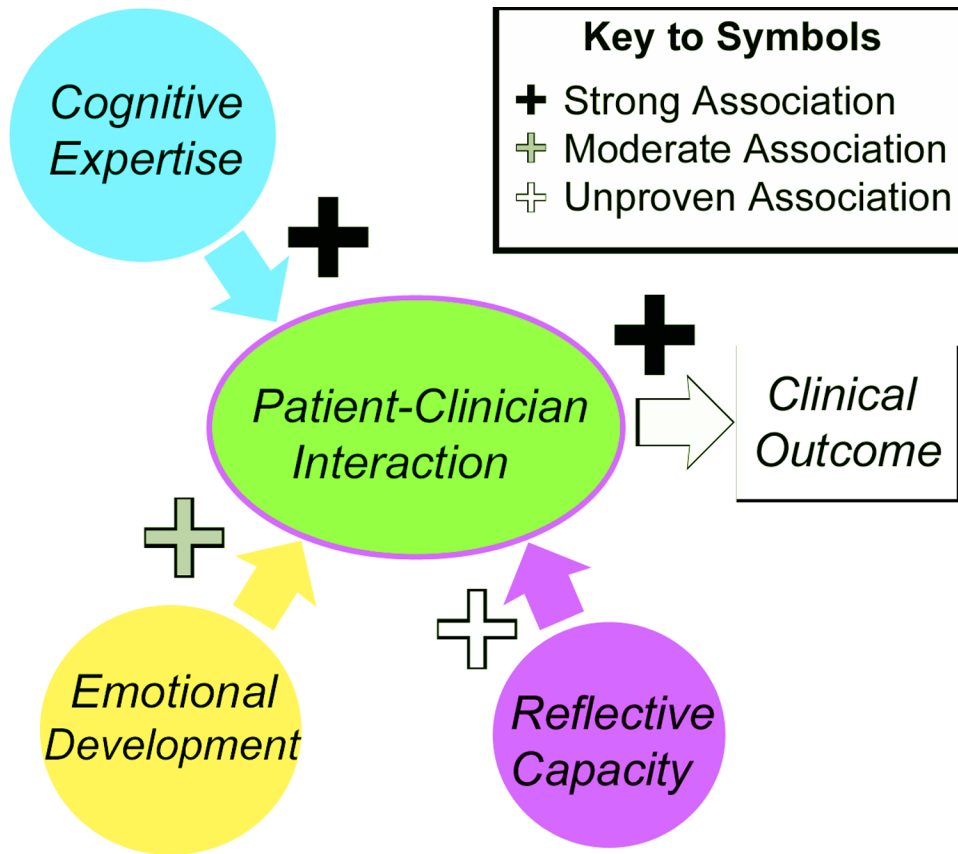 Cognitive
Expertise
Key to Symbols
Strong Association
Moderate Association
Unproven Association
Patient-Clinician
Interaction
Clinical
Outcome
Emotional
Development
Reflective
Capacity